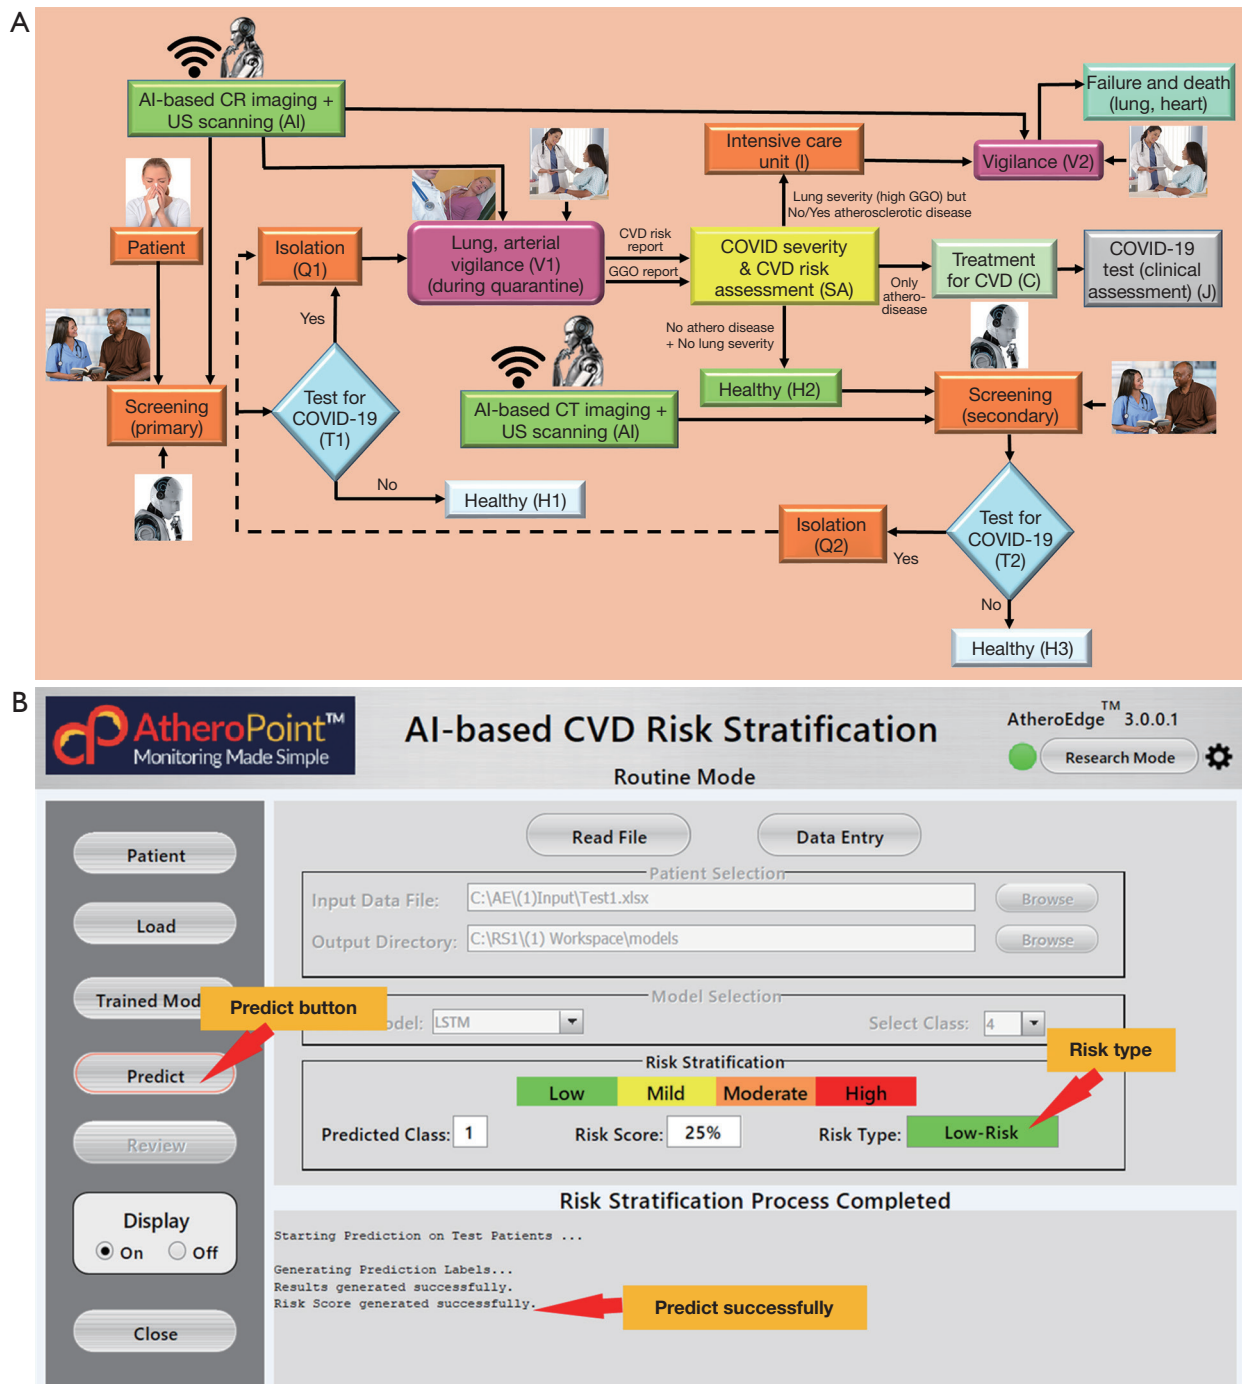 A
AI-based CR imaging +
US scanning (AI)
Failure and death
(lung, heart)
Intensive care
unit (I)
Vigilance (V2)
Lung severity (high GGO) but
No/Yes atherosclerotic disease
Patient
Isolation
(Q1)
Lung, arterial
vigilance (V1)
(during quarantine)
CVD risk
report
GGO report
COVID severity
& CVD risk
assessment (SA)
Only
athero-
disease
Treatment
for CVD (C)
COVID-19
test (clinical
assessment) (J)
Yes
No athero disease
+ No lung severity
Screening
(primary)
Test for
COVID-19
(T1)
AI-based CT imaging +
US scanning (AI)
Healthy (H2)
Screening
(secondary)
No
Healthy (H1)
Isolation
(Q2)
Yes
Test for
COVID-19
(T2)
No
Healthy (H3)
B
AtheroPoint™
Monitoring Made Simple
AI-based CVD Risk Stratification
Routine Mode
AtheroEdge™ 3.0.0.1
Research Mode
Patient
Load
Trained Mod
Predict
Review
Display
On Off
Close
Read File Data Entry
Patient Selection
Input Data File: C:\AE\(1)Input\Test1.xlsx Browse
Output Directory: C:\RS1\(1) Workspace\models Browse
Predict button
Model Selection
odel: LSTM Select Class: 4
Risk type
Risk Stratification
Low Mild Moderate High
Predicted Class: 1 Risk Score: 25% Risk Type: Low-Risk
Risk Stratification Process Completed
Starting Prediction on Test Patients ...
Generating Prediction Labels...
Results generated successfully.
Risk Score generated successfully.
Predict successfully